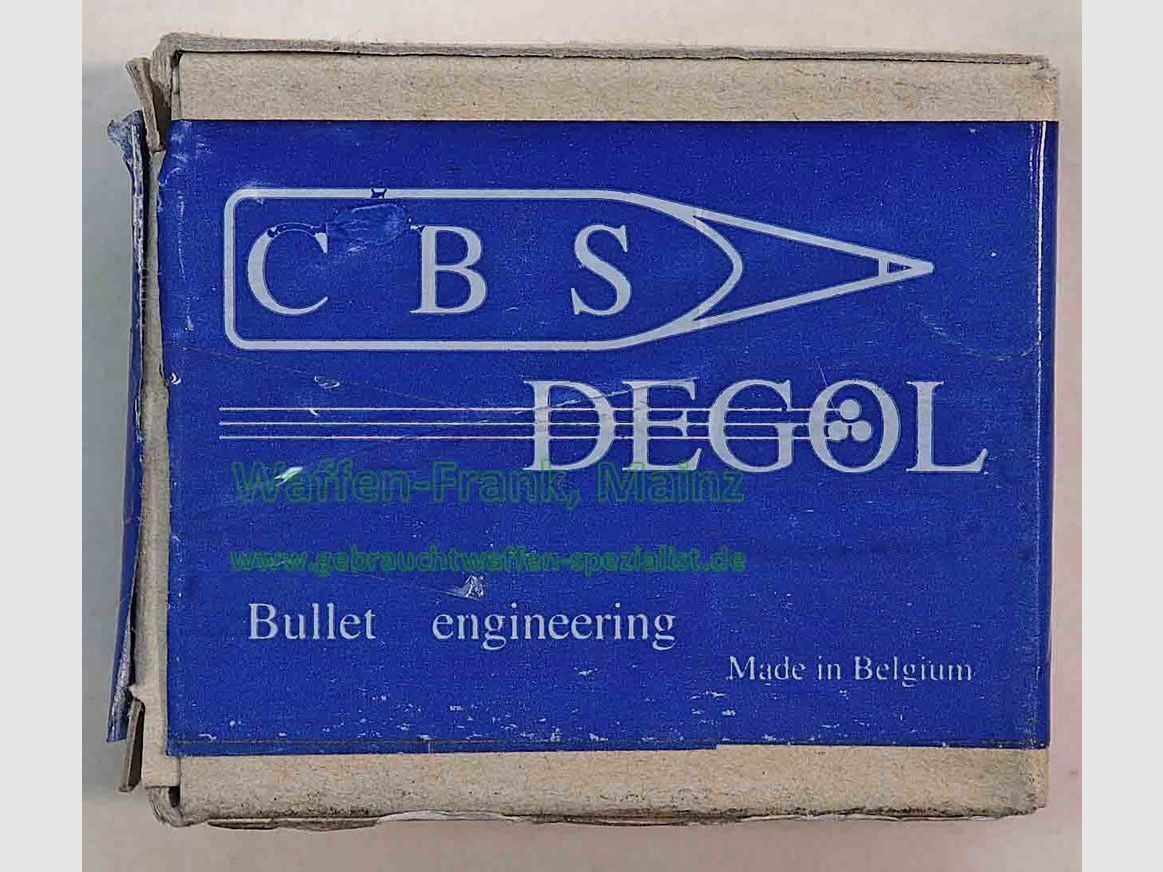 C B S
DEGOL
Waffen-Frank, Mainz
www.gebrauchtwaffen-spezialist.de
Bullet engineering
Made in Belgium